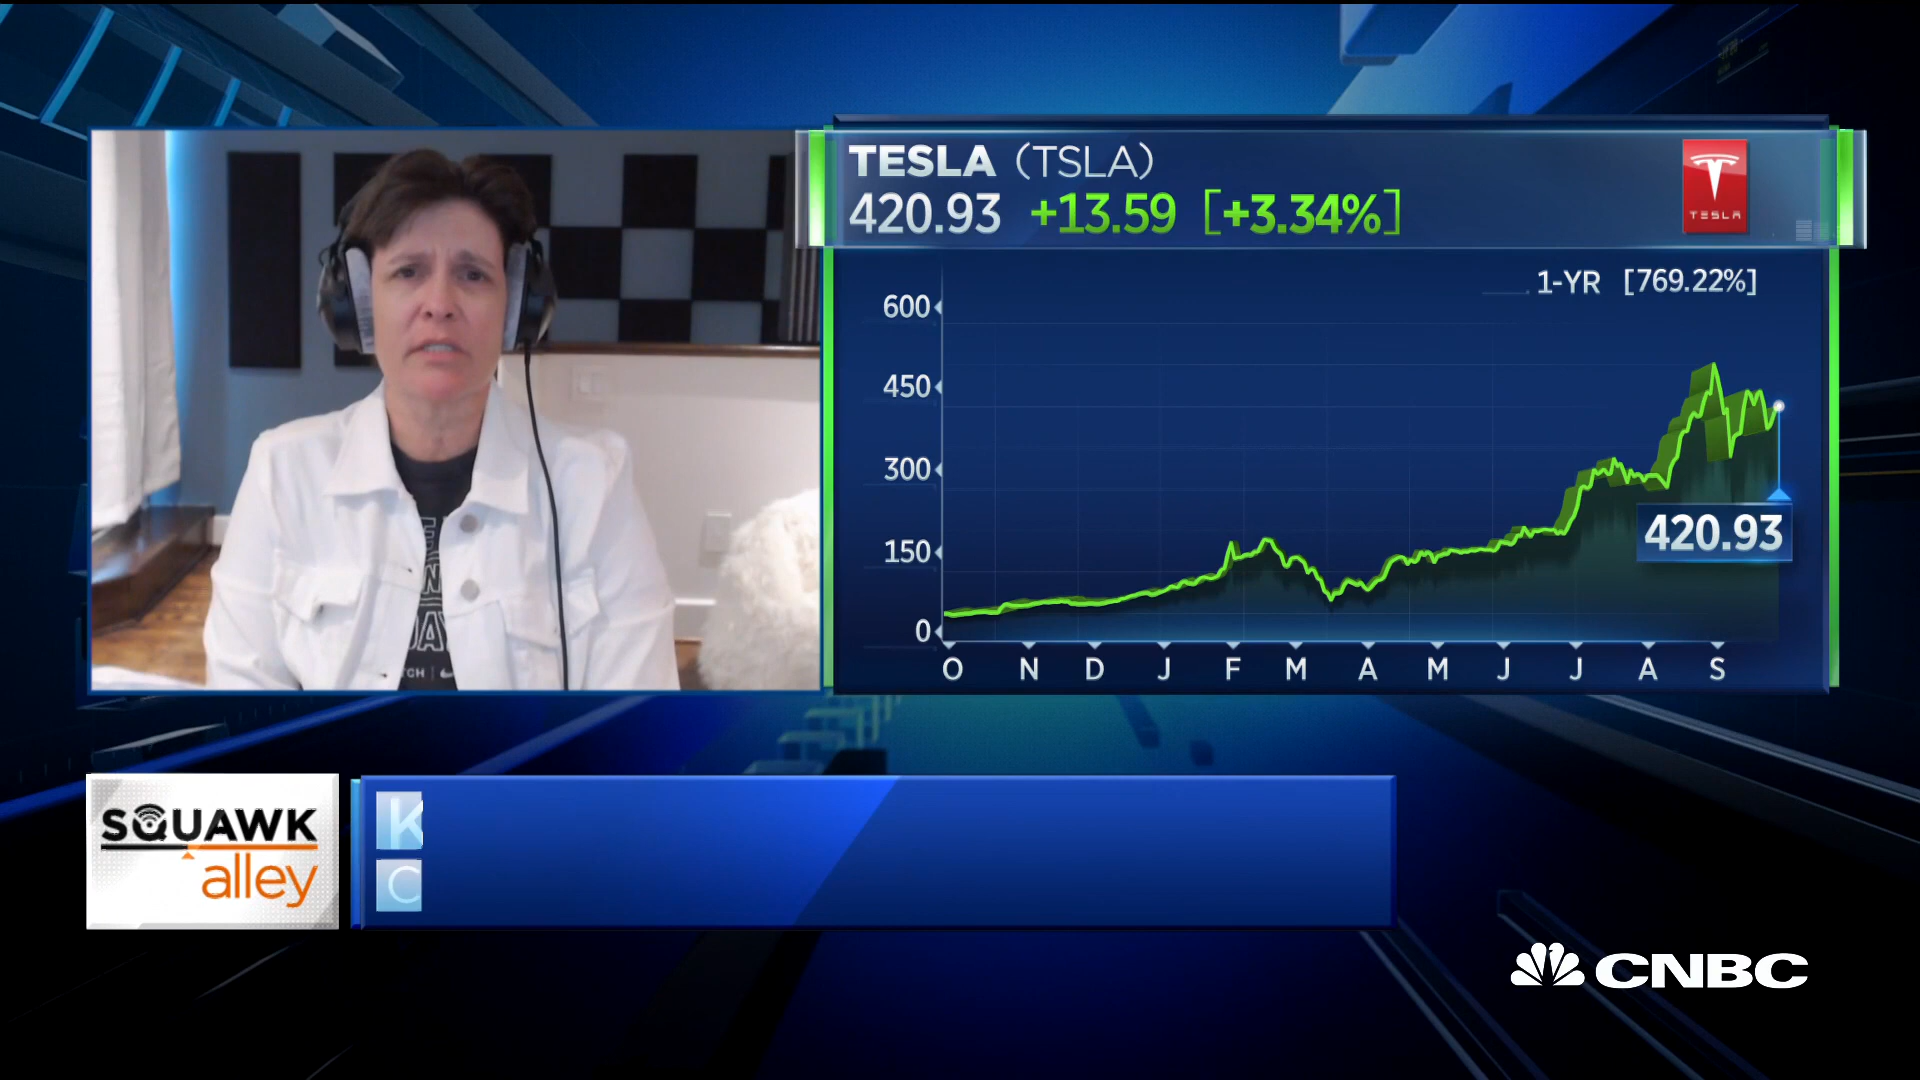 TESLA (TSLA)
420.93 +13.59 [+3.34%]
TESLA
1-YR [769.22%]
600
450
300
150
0
420.93
O N D J F M A M J J A S
SQUAWK
alley
K
C
CNBC